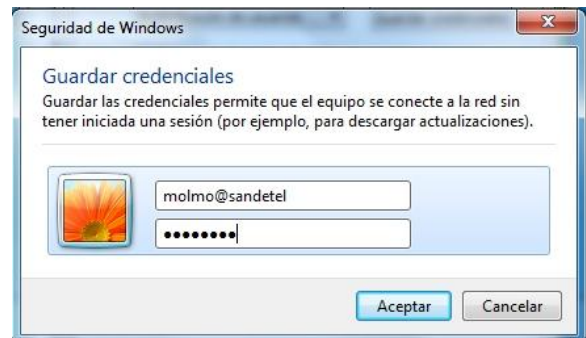 Seguridad de Windows
Guardar credenciales
Guardar las credenciales permite que el equipo se conecte a la red sin
tener iniciada una sesión (por ejemplo, para descargar actualizaciones).
molmo@sandetel
••••••••
Aceptar
Cancelar